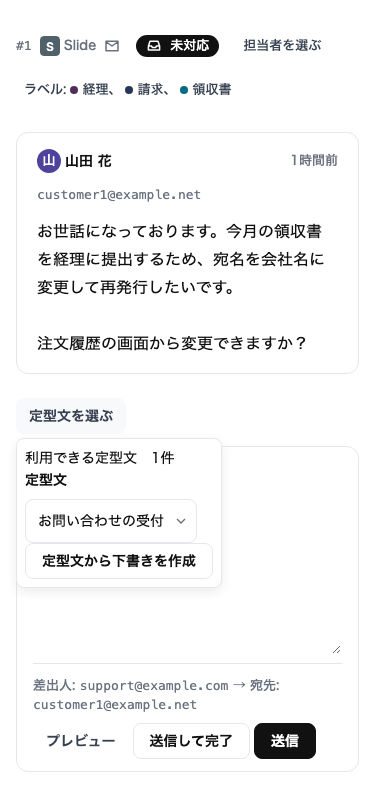 #1 S Slide 未対応 担当者を選ぶ
ラベル: 経理、 請求、 領収書
山 山田 花 1時間前
customer1@example.net
お世話になっております。今月の領収書
を経理に提出するため、宛名を会社名に
変更して再発行したいです。
注文履歴の画面から変更できますか？
定型文を選ぶ
利用できる定型文 1件
定型文
お問い合わせの受付
定型文から下書きを作成
差出人: support@example.com → 宛先:
customer1@example.net
プレビュー 送信して完了 送信